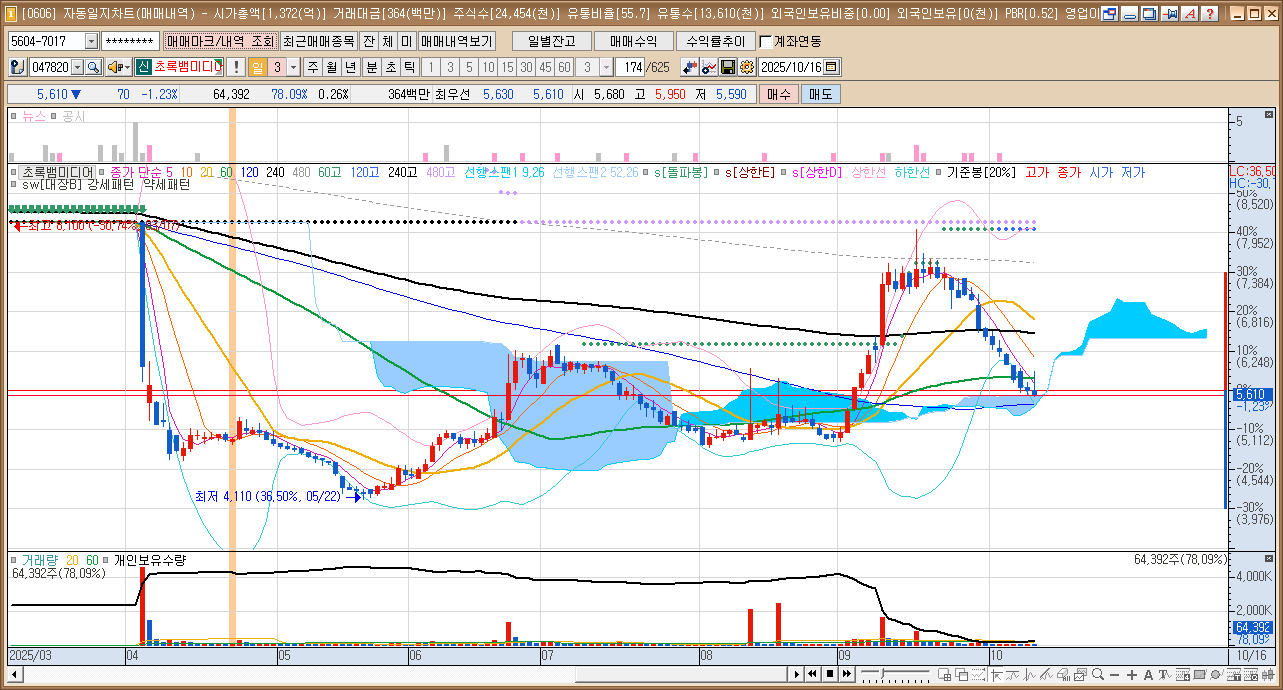 [0606] 자동일지차트(매매내역) - 시가총액[1,372(억)] 거래대금[364(백만)] 주식수[24,454(천)] 유통비율[55.7] 유통수[13,610(천)] 외국인보유비중[0.00] 외국인보유[0(천)] PBR[0.52] 영업이
5604-7017 ******** 매매마크/내역 조회 최근매매종목 잔 체 미 매매내역보기 일별잔고 매매수익 수익률추이 계좌연동
047820 신 초록뱀미디어 ! 일 3 주 월 년 분 초 틱 1 3 5 10 15 30 45 60 3 174 /625 2025/10/16
5,610 ▼ 70 -1.23% 64,392 78.09% 0.26% 364백만 최우선 5,630 5,610 시 5,680 고 5,950 저 5,590 매수 매도
뉴스 공시
5
초록뱀미디어 종가 단순 5 10 20 60 120 240 480 60고 120고 240고 480고 선행스팬1 9,26 선행스팬2 52,26 s[돌파봉] s[상한E] s[상한D] 상한선 하한선 기준봉[20%] 고가 종가 시가 저가
LC:36,50
sw[대장B] 강세패턴 약세패턴
HC:-30,
50%
(8,520)
최고 8,100 (-30,74%, 03/07)
40%
(7,952)
30%
(7,384)
20%
(6,816)
10%
(6,248)
5,610
-1,23%
-10%
(5,112)
-20%
(4,544)
최저 4,110 (36,50%, 05/22)
-30%
(3,976)
거래량 20 60 개인보유수량
64,392주(78,09%)
64,392주(78,09%)
4,000K
2,000K
64,392
78,09%
2025/03 04 05 06 07 08 09 10 10/16